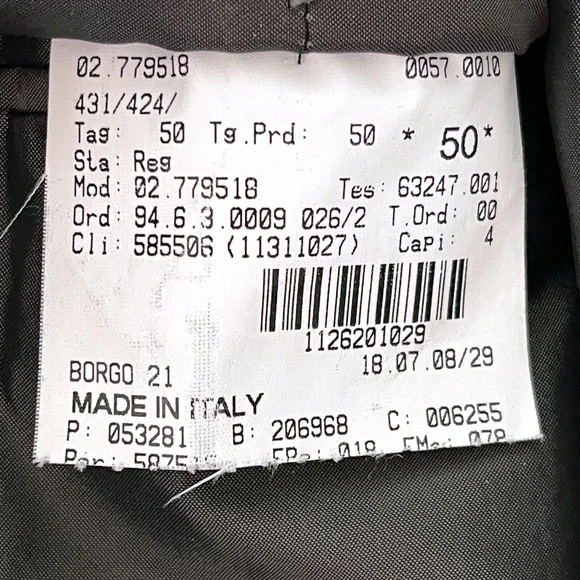 02.779518 0057.0010
431/424/
Tag: 50 Tg.Prd: 50 * 50*
Sta: Reg
Mod: 02.779518 Tes: 63247.001
Ord: 94.6.3.0009 026/2 T.Ord: 00
Cli: 585506 (11311027) Capi: 4
1126201029
18.07.08/29
BORGO 21
MADE IN ITALY
P: 053281 B: 206968 C: 006255